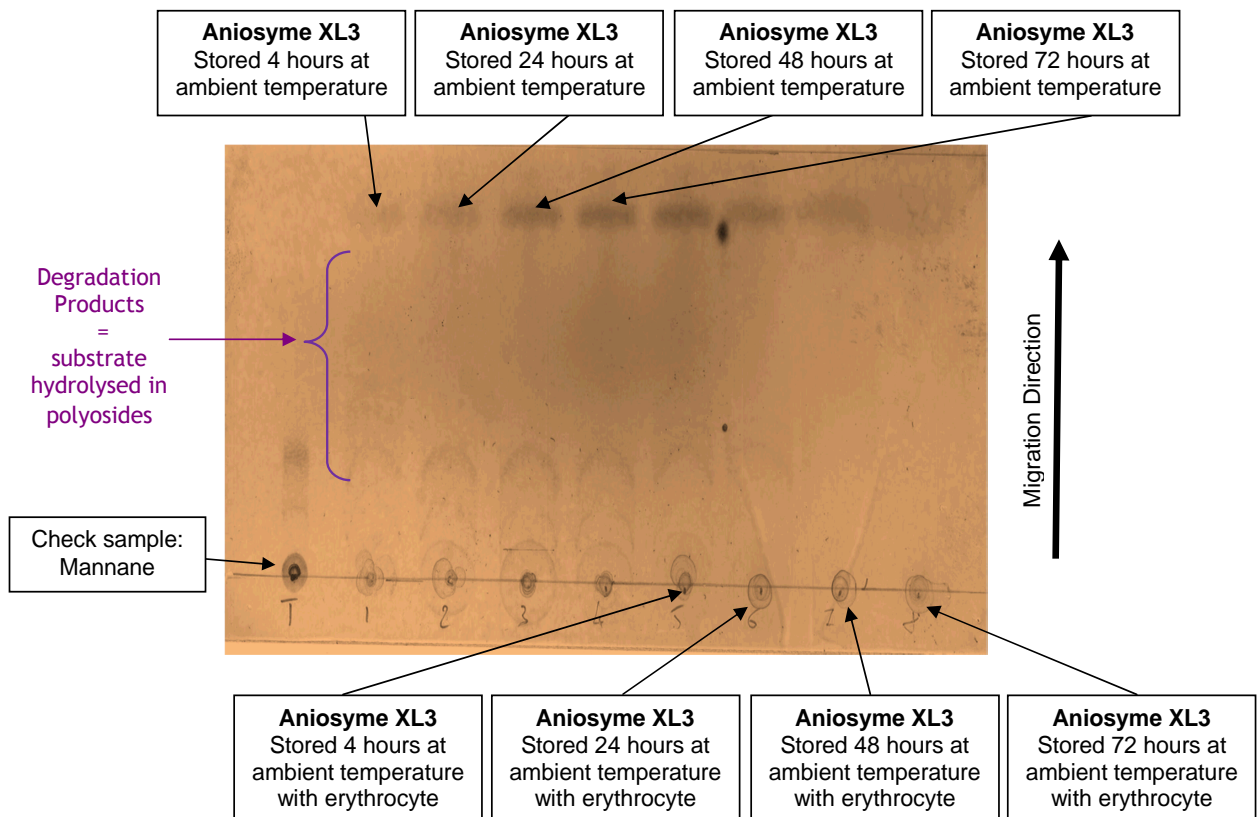 Aniosyme XL3
Stored 4 hours at
ambient temperature
Aniosyme XL3
Stored 24 hours at
ambient temperature
Aniosyme XL3
Stored 48 hours at
ambient temperature
Aniosyme XL3
Stored 72 hours at
ambient temperature
Degradation
Products
=
substrate
hydrolysed in
polyosides
Migration Direction
Check sample:
Mannane
T 1 2 3 4 5 6 7 8
Aniosyme XL3
Stored 4 hours at
ambient temperature
with erythrocyte
Aniosyme XL3
Stored 24 hours at
ambient temperature
with erythrocyte
Aniosyme XL3
Stored 48 hours at
ambient temperature
with erythrocyte
Aniosyme XL3
Stored 72 hours at
ambient temperature
with erythrocyte